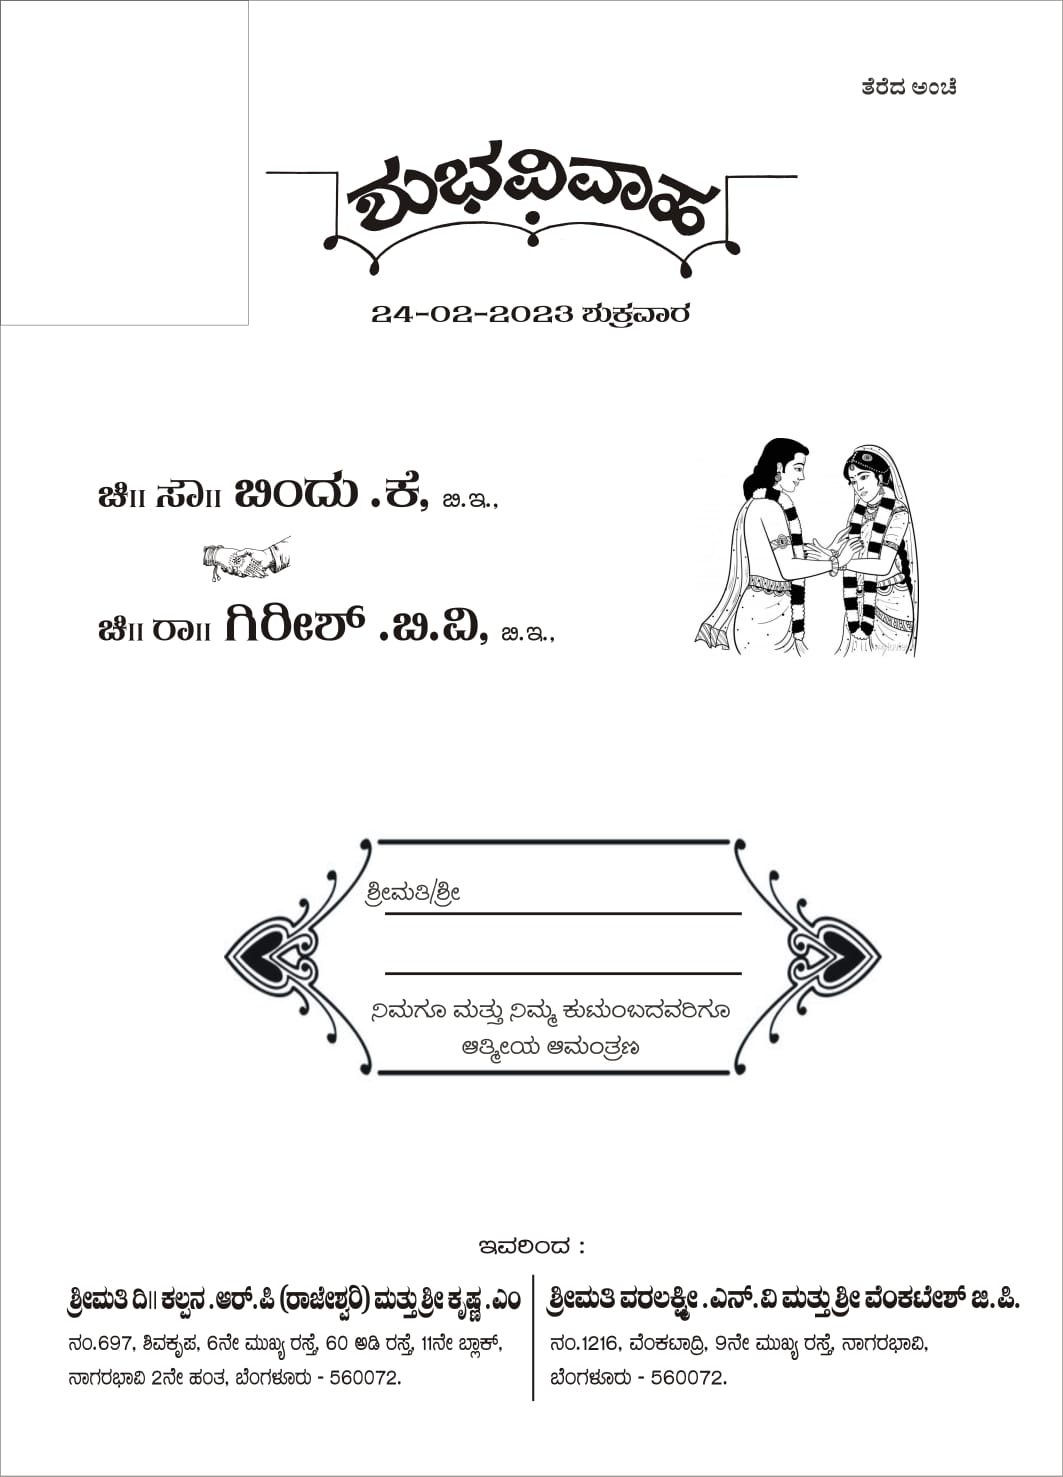 ತೆರೆದ ಅಂಚೆ
ಶುಭವಿವಾಹ
24-02-2023 ಶುಕ್ರವಾರ
ಚಿ॥ ಸಾ॥ ಬಿಂದು .ಕೆ, ಬಿ.ಇ.,
ಚಿ॥ ರಾ॥ ಗಿರೀಶ್ .ಬಿ.ವಿ, ಬಿ.ಇ.,
ಶ್ರೀಮತಿ/ಶ್ರೀ
ನಿಮಗೂ ಮತ್ತು ನಿಮ್ಮ ಕುಟುಂಬದವರಿಗೂ
ಆತ್ಮೀಯ ಆಮಂತ್ರಣ
ಇವರಿಂದ :
ಶ್ರೀಮತಿ ದಿ॥ ಕಲ್ಪನ .ಆರ್.ಪಿ (ರಾಜೇಶ್ವರಿ) ಮತ್ತು ಶ್ರೀ ಕೃಷ್ಣ .ಎಂ
ನಂ.697, ಶಿವಕೃಪ, 6ನೇ ಮುಖ್ಯ ರಸ್ತೆ, 60 ಅಡಿ ರಸ್ತೆ, 11ನೇ ಬ್ಲಾಕ್,
ನಾಗರಭಾವಿ 2ನೇ ಹಂತ, ಬೆಂಗಳೂರು - 560072.
ಶ್ರೀಮತಿ ವರಲಕ್ಷ್ಮೀ .ಎನ್.ವಿ ಮತ್ತು ಶ್ರೀ ವೆಂಕಟೇಶ್ ಜಿ.ಪಿ.
ನಂ.1216, ವೆಂಕಟಾದ್ರಿ, 9ನೇ ಮುಖ್ಯ ರಸ್ತೆ, ನಾಗರಭಾವಿ,
ಬೆಂಗಳೂರು - 560072.